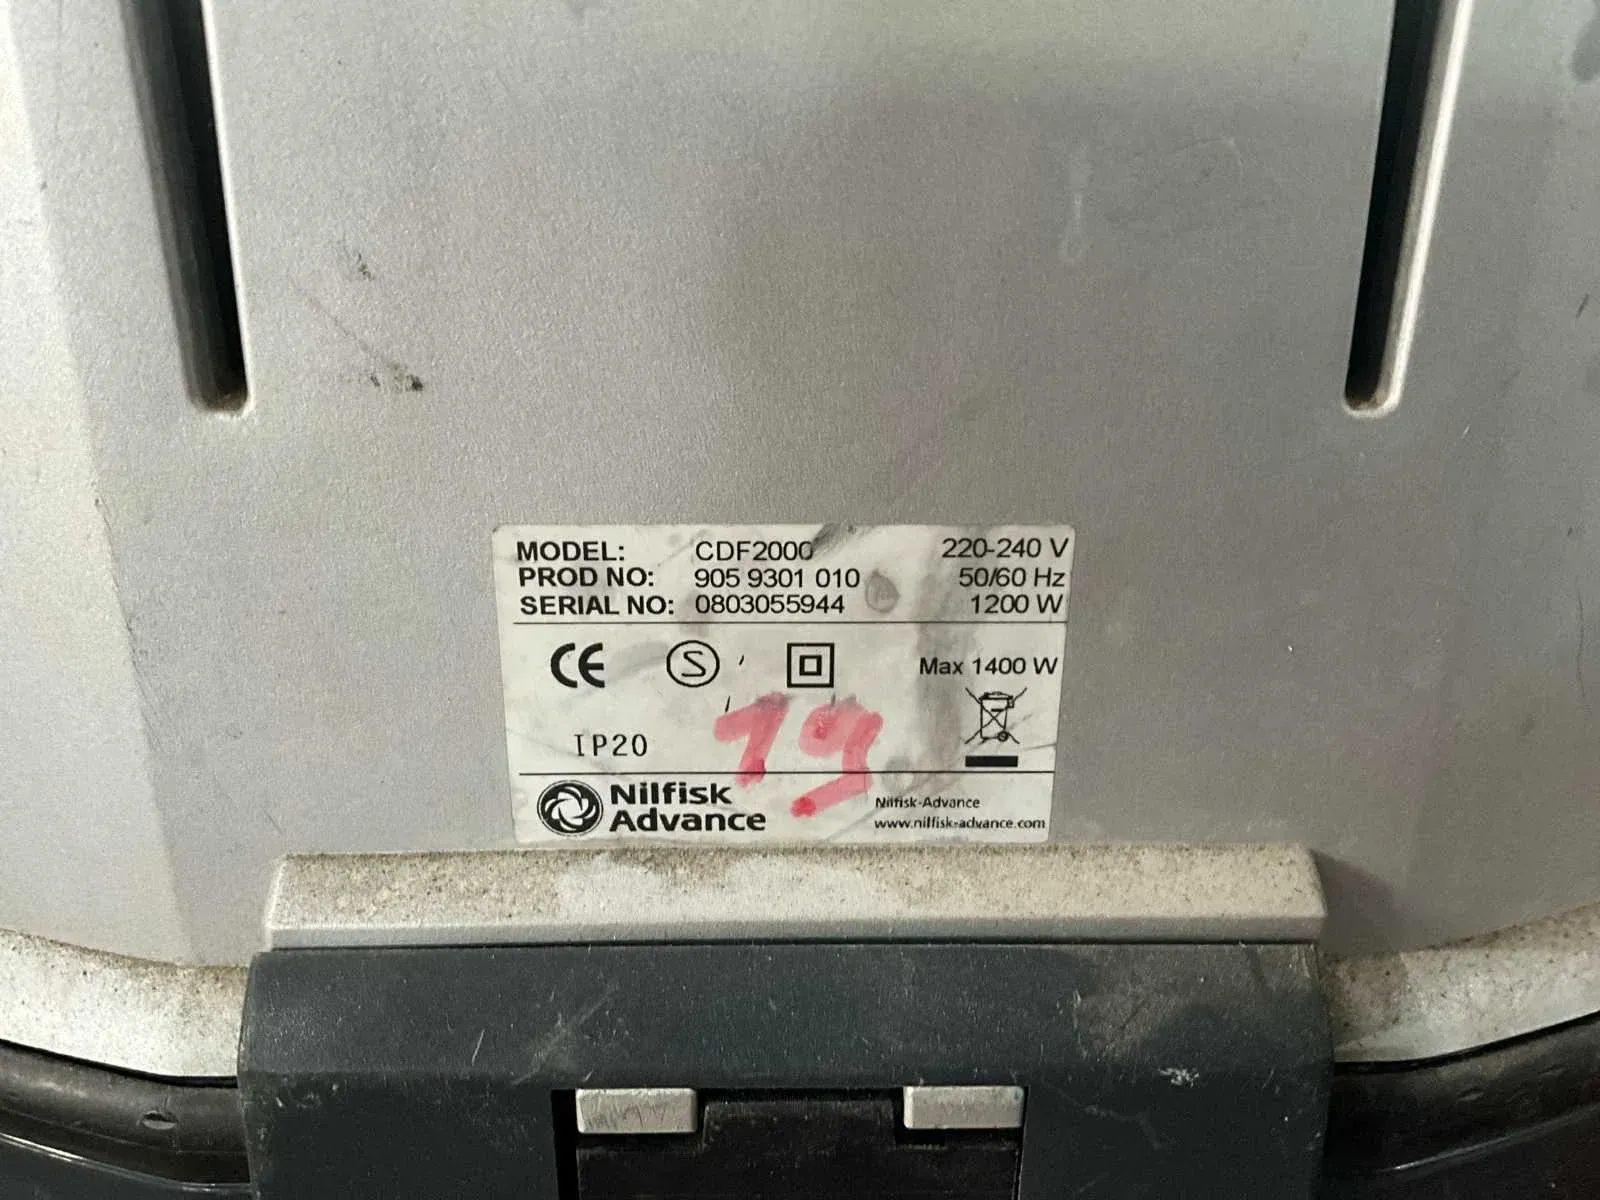 MODEL: CDF2000 220-240 V
PROD NO: 905 9301 010 50/60 Hz
SERIAL NO: 0803055944 1200 W
CE S Max 1400 W
19
IP20
Nilfisk
Advance
Nilfisk-Advance
www.nilfisk-advance.com